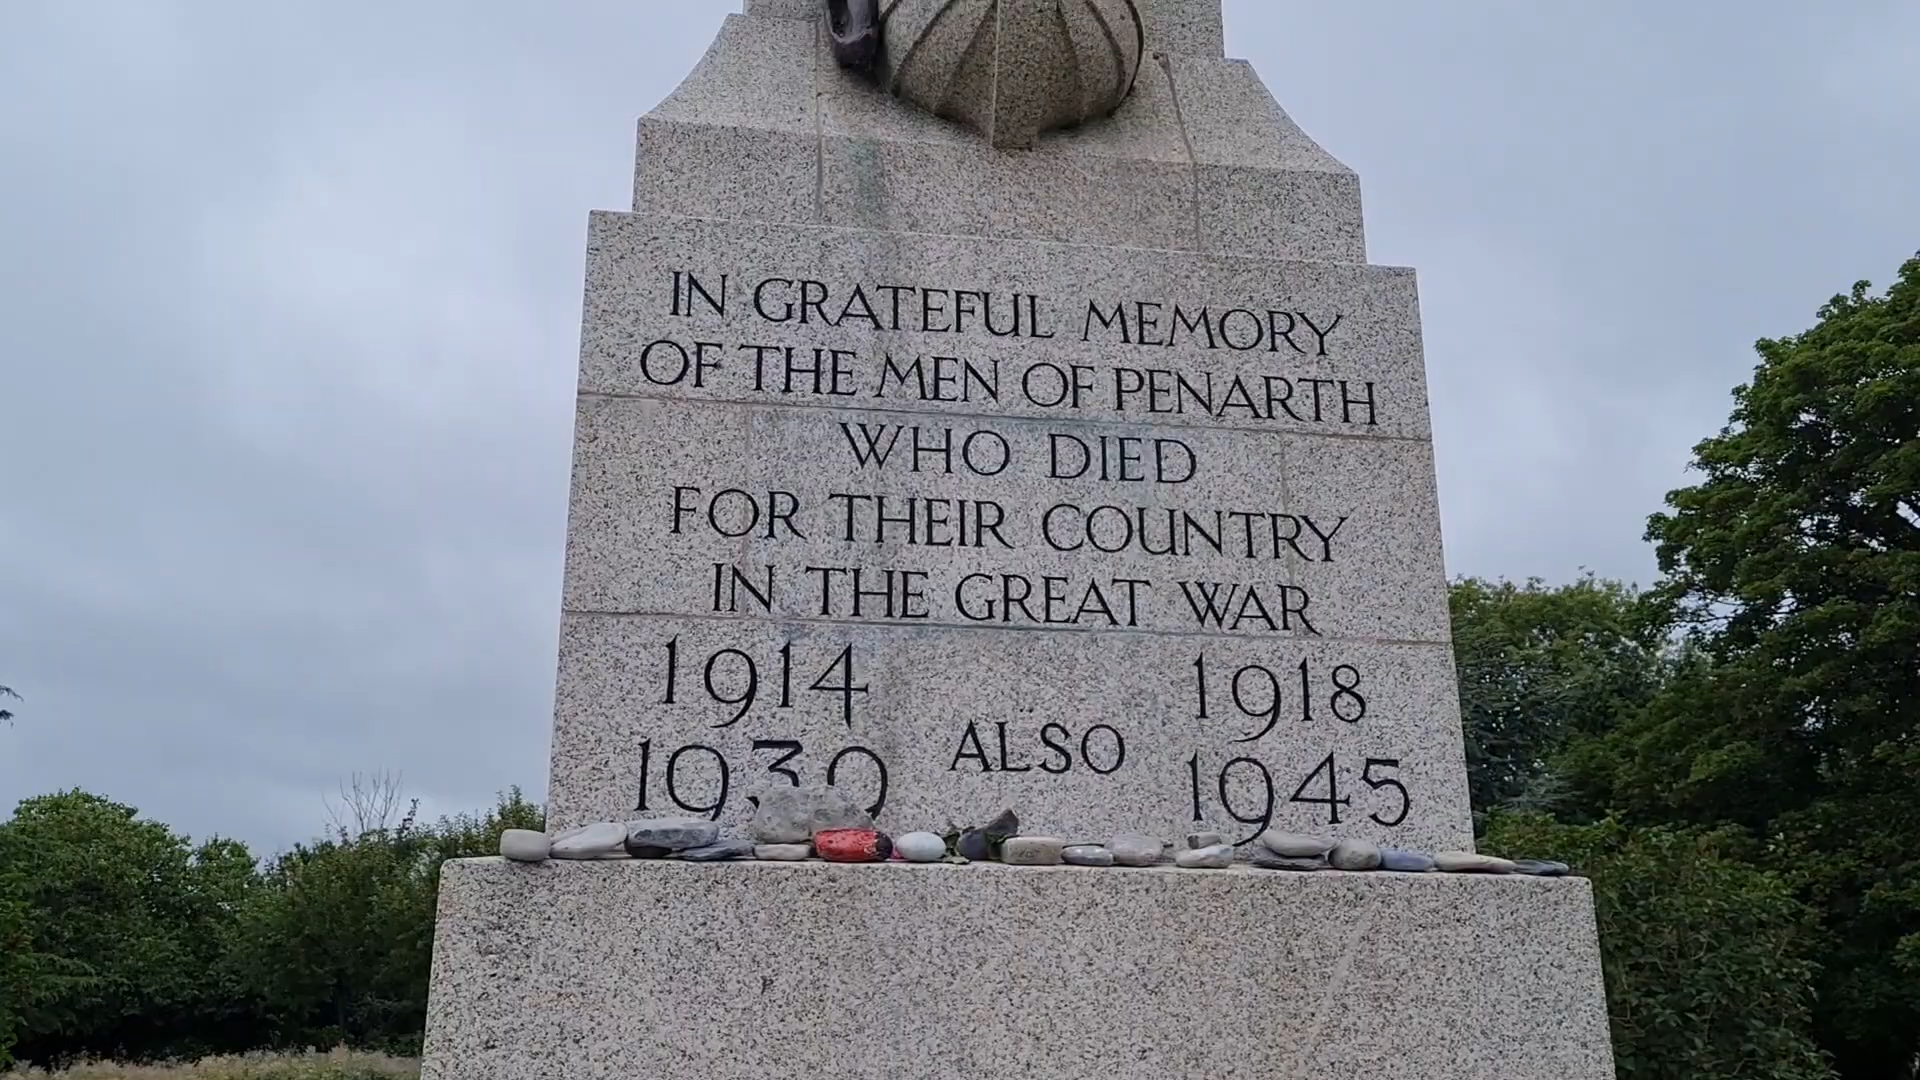 IN GRATEFUL MEMORY
OF THE MEN OF PENARTH
WHO DIED
FOR THEIR COUNTRY
IN THE GREAT WAR
1914 1918
ALSO
1939 1945